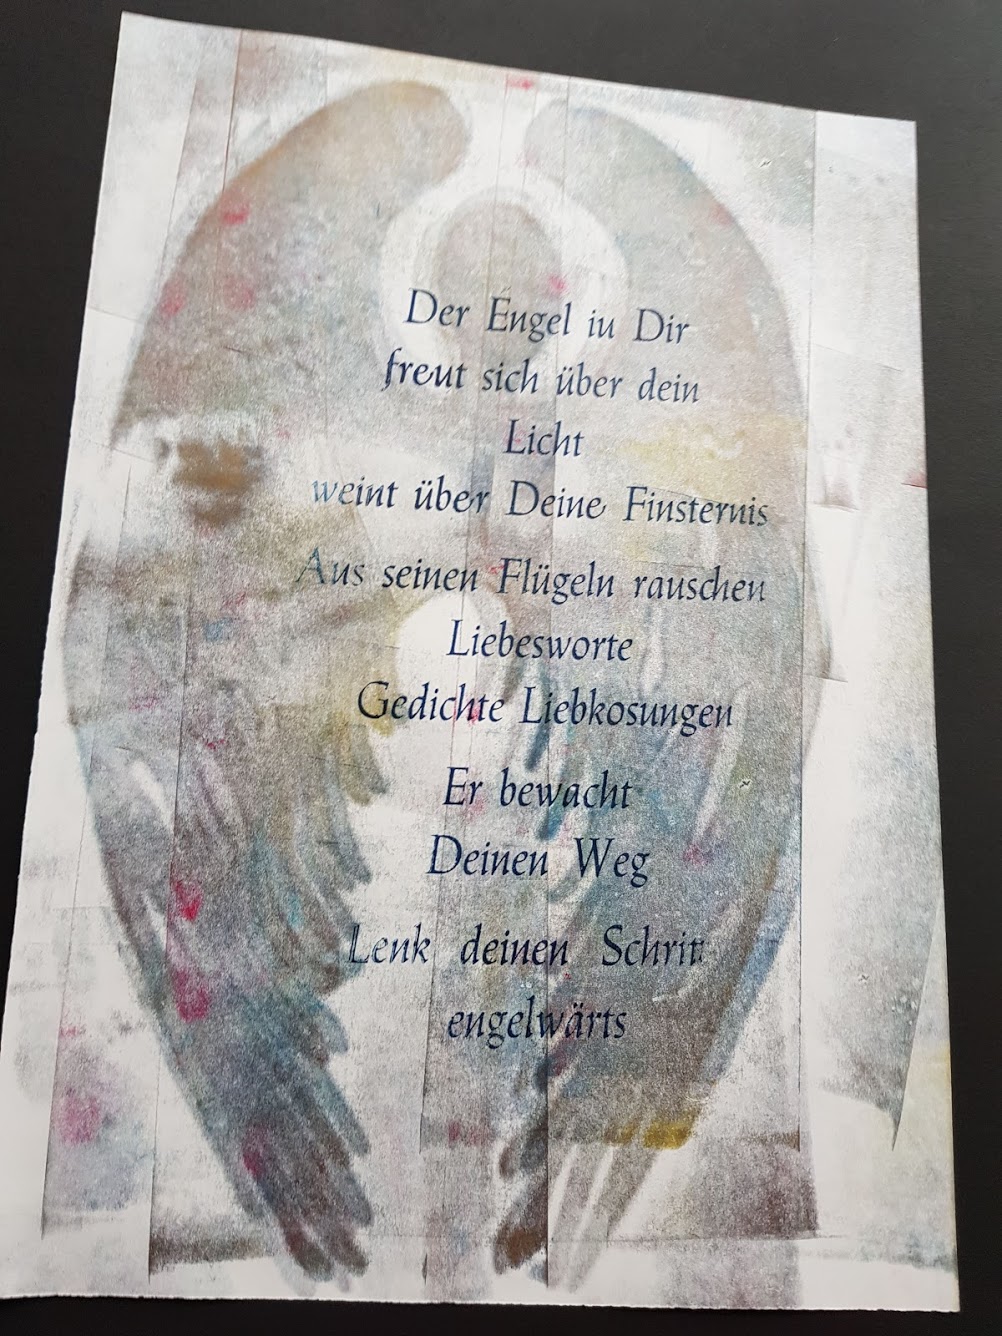 Der Engel iu Dir
freut sich über dein
Licht
weint über Deine Finsternis
Aus seinen Flügeln rauschen
Liebesworte
Gedichte Liebkosungen
Er bewacht
Deinen Weg
Lenk deinen Schritt
engelwärts